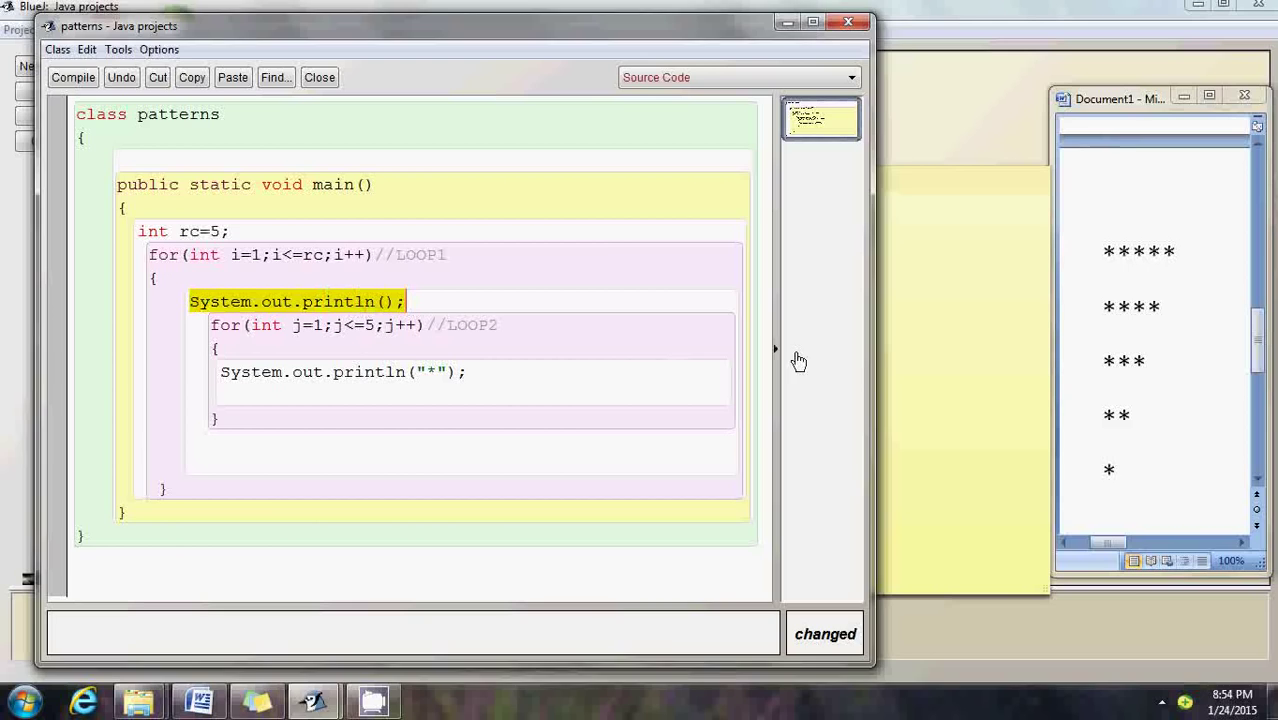 BlueJ: Java projects
Proje
patterns - Java projects
Class Edit Tools Options
Ne
Compile Undo Cut Copy Paste Find... Close
Source Code
class patterns
{
public static void main()
{
int rc=5;
for(int i=1;i<=rc;i++)//LOOP1
{
System.out.println();
for(int j=1;j<=5;j++)//LOOP2
{
System.out.println("*");
}
}
}
}
changed
Document1 - Mi...
*****
****
***
**
*
100%
8:54 PM
1/24/2015